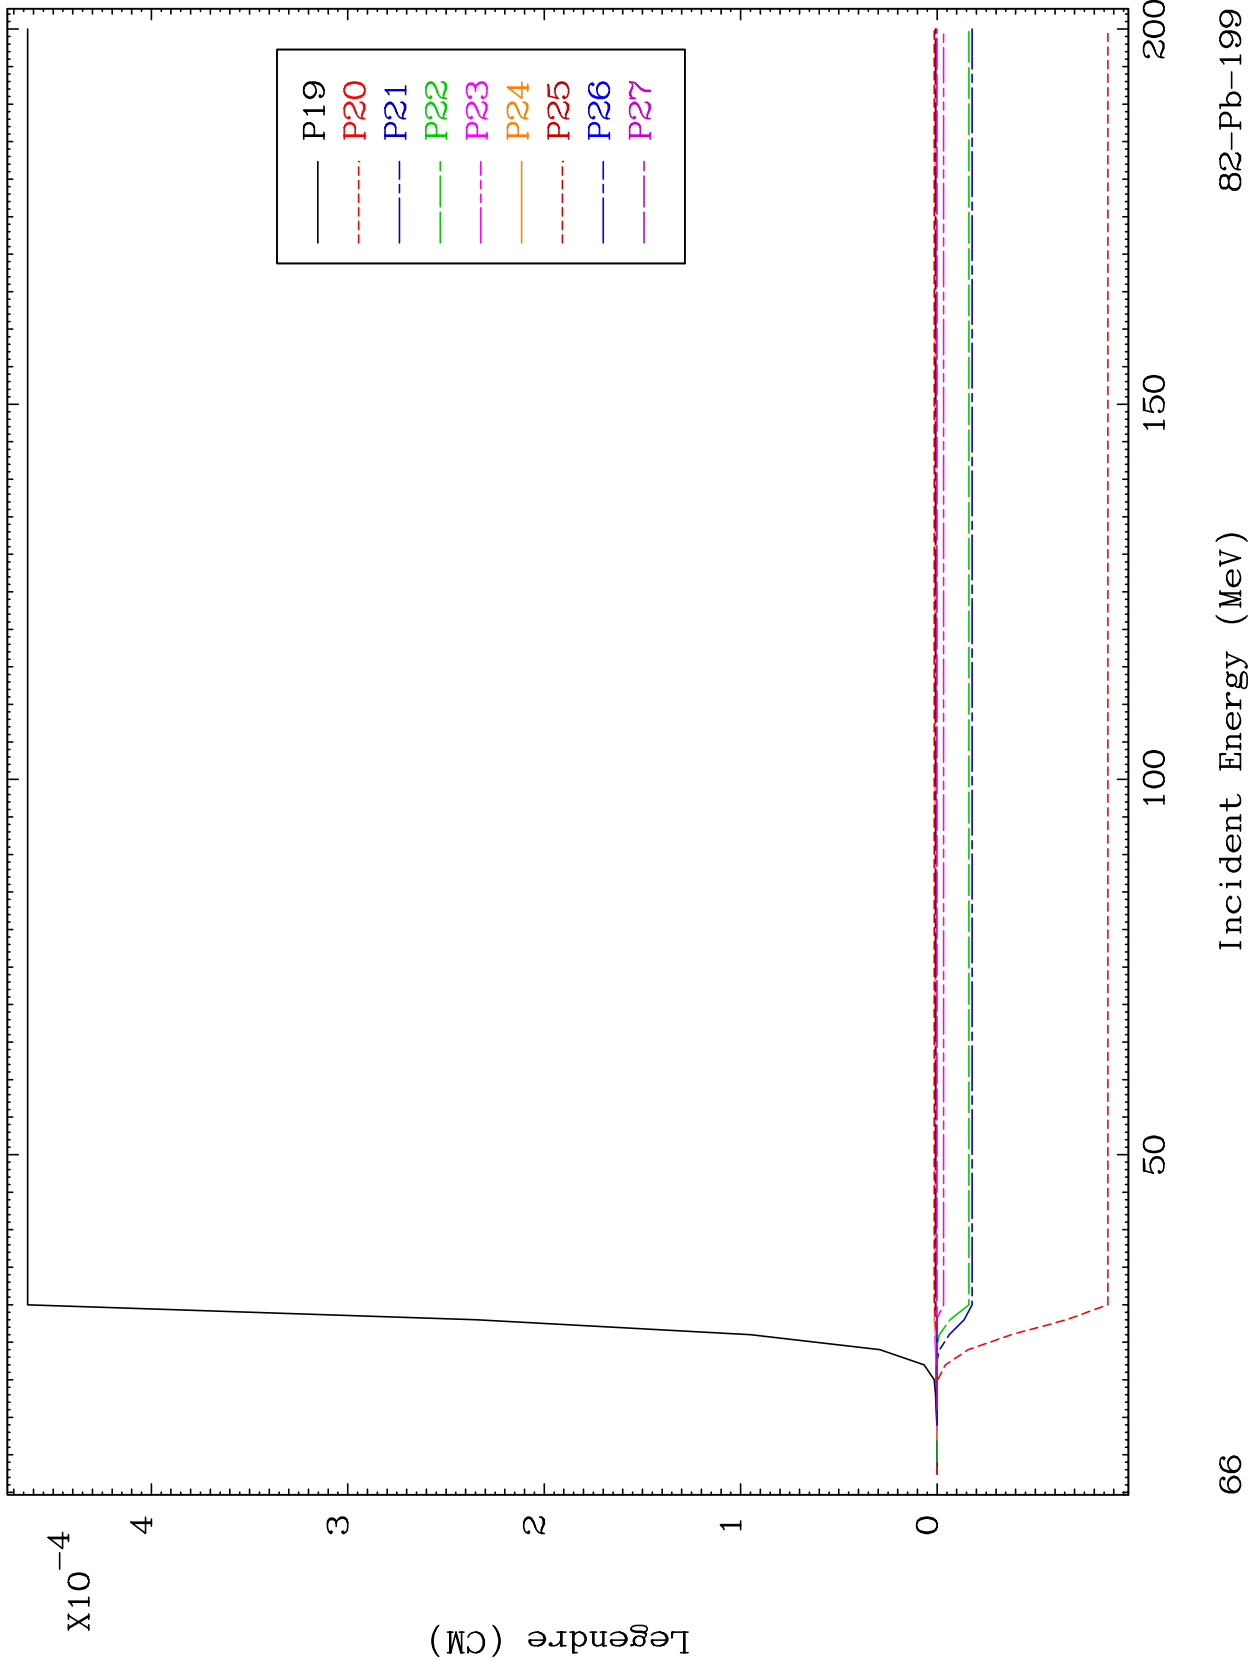 X10-4
Legendre (CM)
4
3
2
1
0
P19
P20
P21
P22
P23
P24
P25
P26
P27
50
100
150
200
Incident Energy (MeV)
66
82-Pb-199